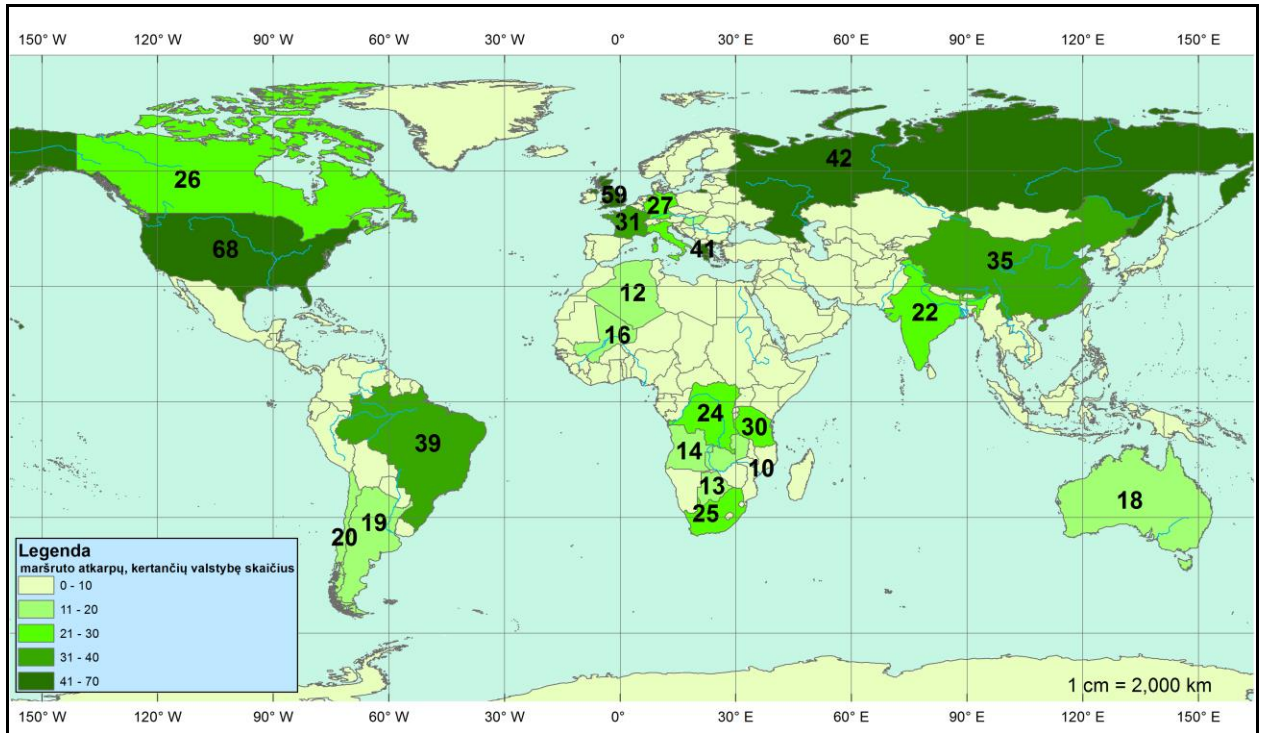 150° W 120° W 90° W 60° W 30° W 0° 30° E 60° E 90° E 120° E 150° E
42
26
59
27
31
68
41
35
12
22
16
24
30
39
14
10
13
18
25
19
20
Legenda
maršruto atkarpų, kertančių valstybę skaičius
0 - 10
11 - 20
21 - 30
31 - 40
41 - 70
1 cm = 2,000 km
150° W 120° W 90° W 60° W 30° W 0° 30° E 60° E 90° E 120° E 150° E